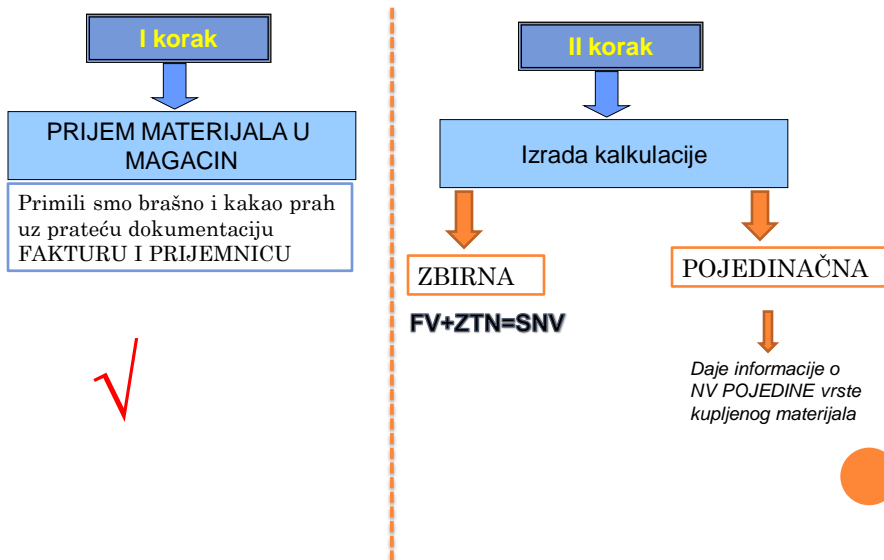 I korak
PRIJEM MATERIJALA U
MAGACIN
Primili smo brašno i kakao prah
uz prateću dokumentaciju
FAKTURU I PRIJEMNICU
√
II korak
Izrada kalkulacije
ZBIRNA
FV+ZTN=SNV
POJEDINAČNA
Daje informacije o
NV POJEDINE vrste
kupljenog materijala